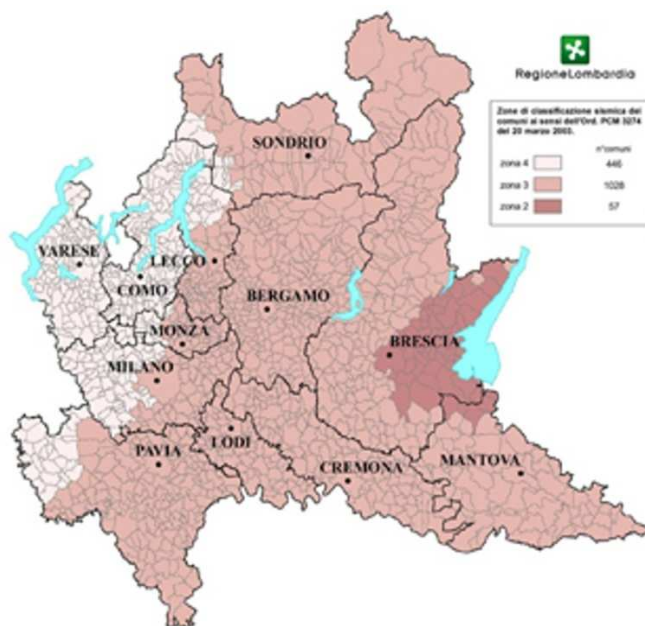 RegioneLombardia
Zone di classificazione sismica dei
comuni ai sensi dell'Ord. PCM 3274
del 20 marzo 2003.
n°comuni
zona 4 446
zona 3 1028
zona 2 57
SONDRIO
VARESE
LECCO
COMO
BERGAMO
MONZA
BRESCIA
MILANO
LODI
PAVIA
CREMONA
MANTOVA